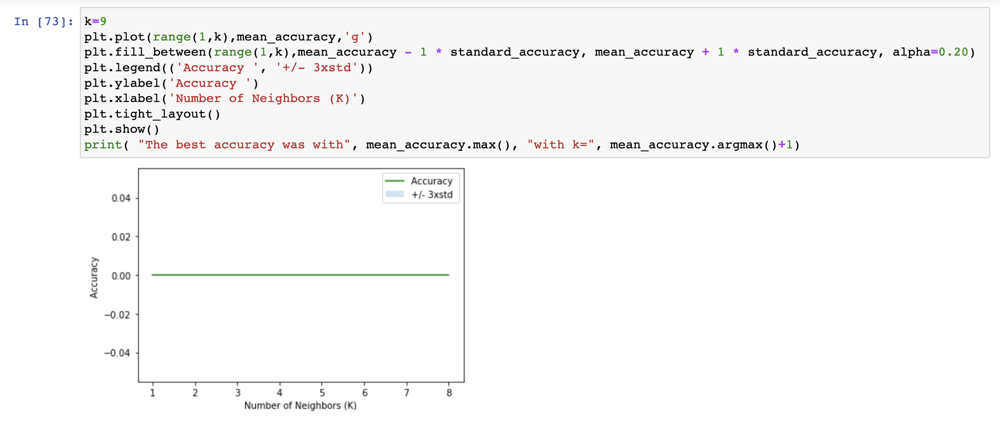 In [73]:
k=9
plt.plot(range(1,k),mean_accuracy,'g')
plt.fill_between(range(1,k),mean_accuracy - 1 * standard_accuracy, mean_accuracy + 1 * standard_accuracy, alpha=0.20)
plt.legend(('Accuracy ', '+/- 3xstd'))
plt.ylabel('Accuracy ')
plt.xlabel('Number of Neighbors (K)')
plt.tight_layout()
plt.show()
print( "The best accuracy was with", mean_accuracy.max(), "with k=", mean_accuracy.argmax()+1)
Accuracy
+/- 3xstd
0.04
0.02
0.00
−0.02
−0.04
Accuracy
1 2 3 4 5 6 7 8
Number of Neighbors (K)